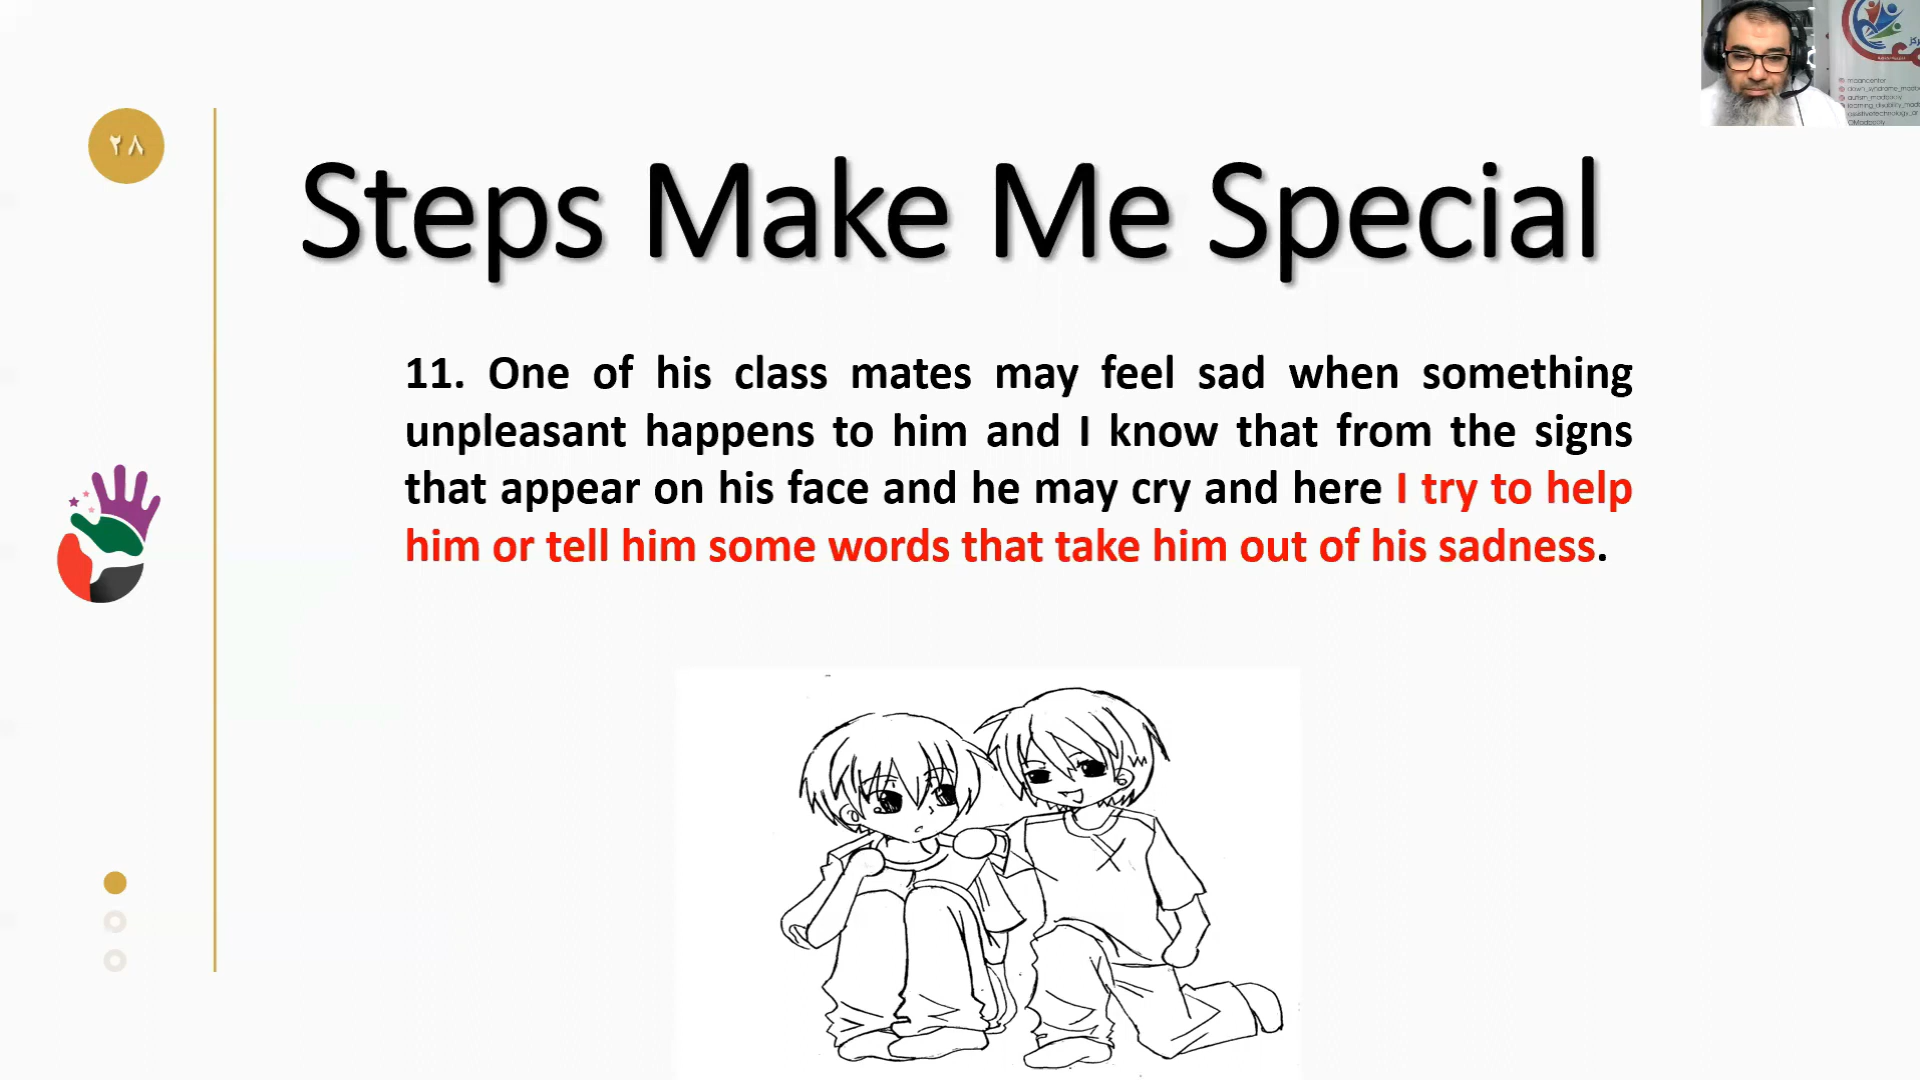 ٢٨
Steps Make Me Special
11. One of his class mates may feel sad when something
unpleasant happens to him and I know that from the signs
that appear on his face and he may cry and here I try to help
him or tell him some words that take him out of his sadness.
maancenter